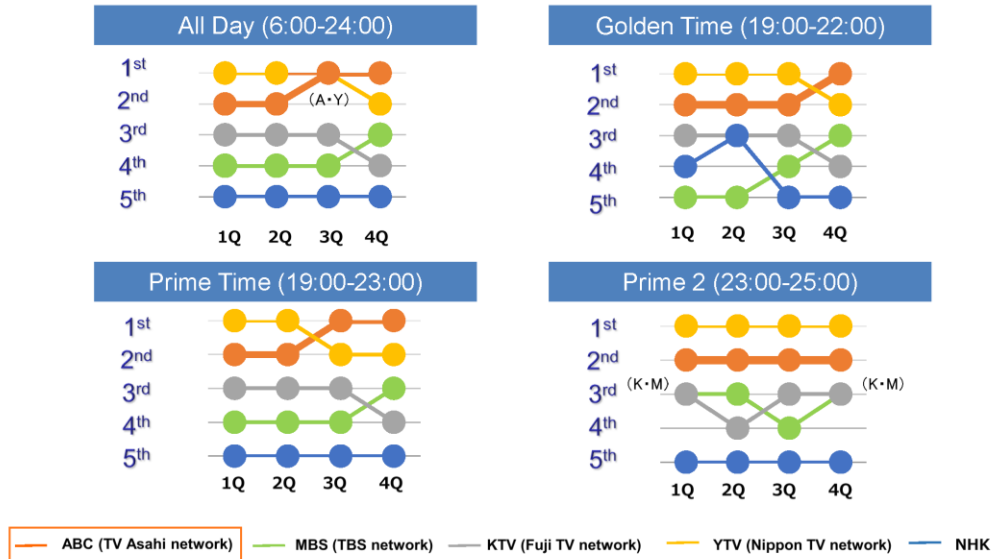 All Day (6:00-24:00)
1st
2nd
(A・Y)
3rd
4th
5th
1Q 2Q 3Q 4Q
Golden Time (19:00-22:00)
1st
2nd
3rd
4th
5th
1Q 2Q 3Q 4Q
Prime Time (19:00-23:00)
1st
2nd
3rd
4th
5th
1Q 2Q 3Q 4Q
Prime 2 (23:00-25:00)
1st
2nd
3rd (K・M) (K・M)
4th
5th
1Q 2Q 3Q 4Q
ABC (TV Asahi network) MBS (TBS network) KTV (Fuji TV network) YTV (Nippon TV network) NHK